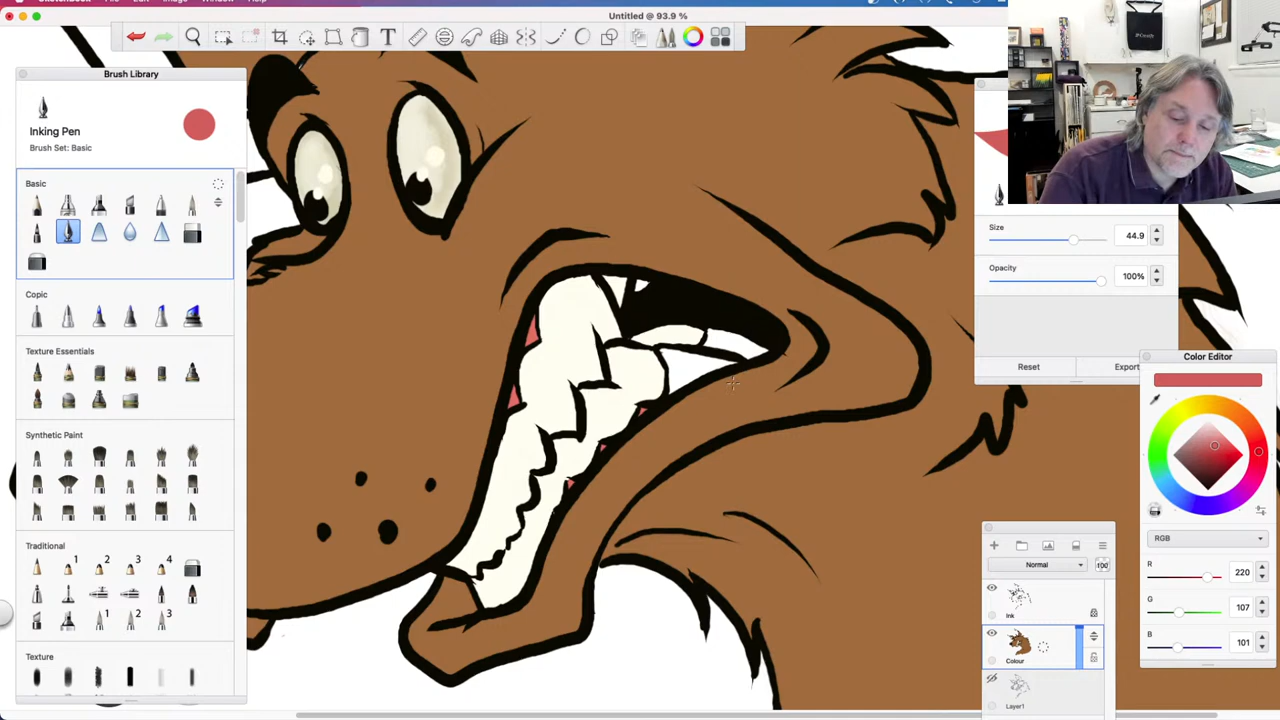 Untitled @ 93.9 %
T
Brush Library
Inking Pen
Brush Set: Basic
Basic
Copic
Texture Essentials
Synthetic Paint
Traditional
1 2 3 4
1 2 3
Texture
Size
44.9
Opacity
100%
Reset
Export
Color Editor
RGB
R
220
G
107
B
101
Normal
100
Ink
Colour
Layer1